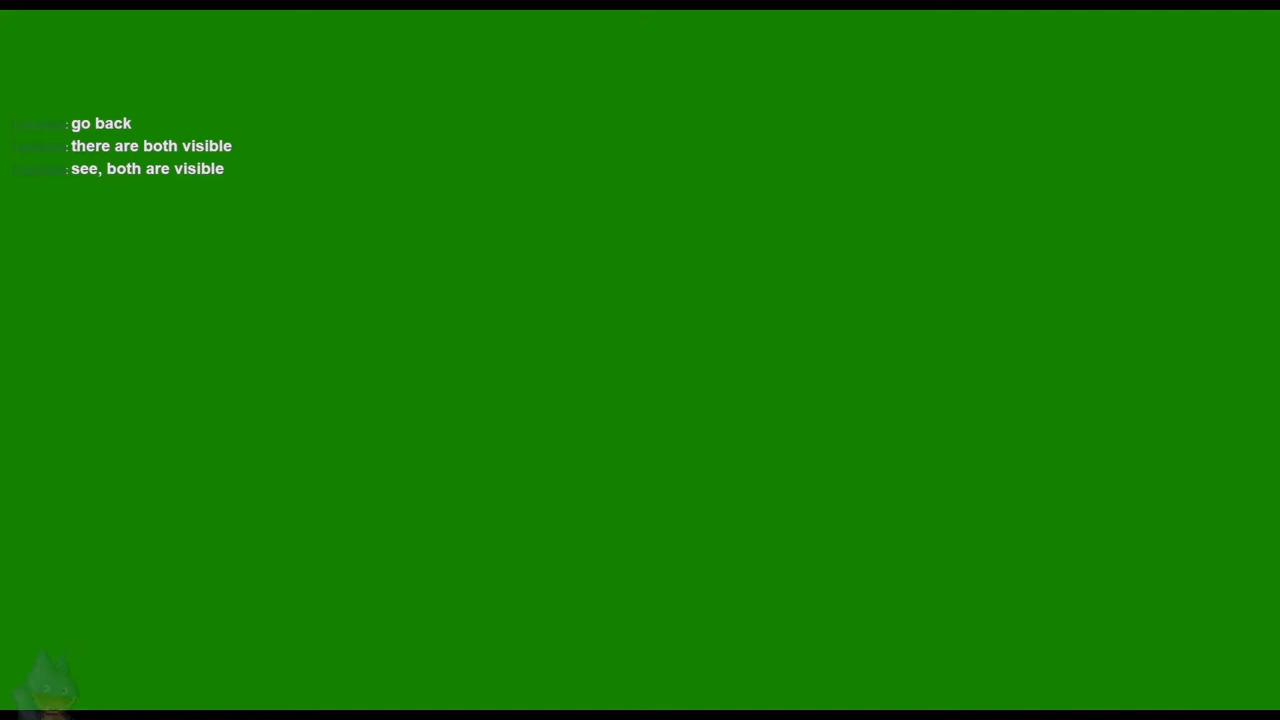 : go back
: there are both visible
: see, both are visible